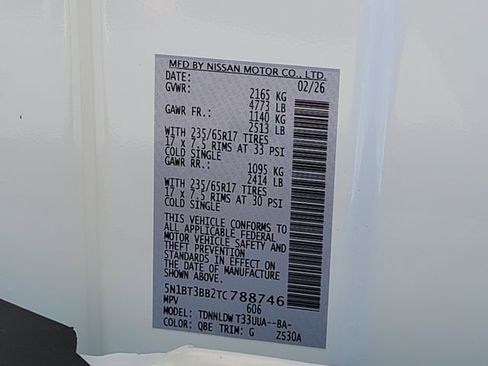 MFD BY NISSAN MOTOR CO., LTD.
DATE: 02/26
GVWR: 2165 KG
4773 LB
GAWR FR.: 1140 KG
2513 LB
WITH 235/65R17 TIRES
17 x 7.5 RIMS AT 33 PSI
COLD SINGLE
GAWR RR.: 1095 KG
2414 LB
WITH 235/65R17 TIRES
17 x 7.5 RIMS AT 30 PSI
COLD SINGLE
THIS VEHICLE CONFORMS TO
ALL APPLICABLE FEDERAL
MOTOR VEHICLE SAFETY AND
THEFT PREVENTION
STANDARDS IN EFFECT ON
THE DATE OF MANUFACTURE
SHOWN ABOVE.
5N1BT3BB2TC788746
MPV 606
MODEL: TDNNLDW T33UUA--BA-
COLOR: QBE TRIM: G ZS30A